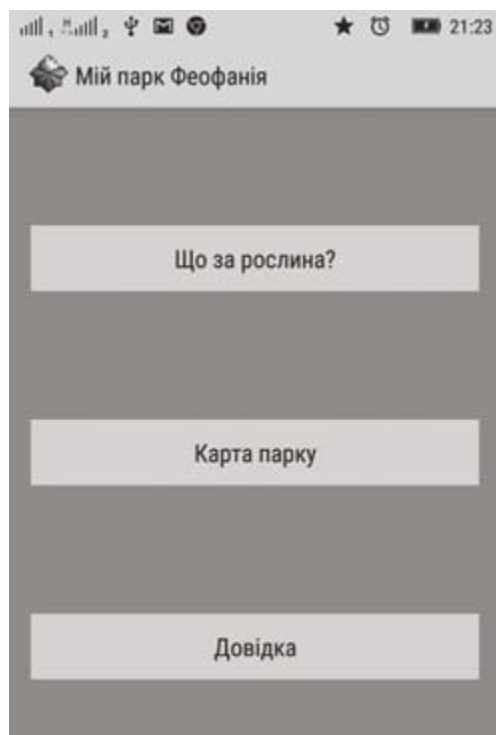 21:23
Мій парк Феофанія
Що за рослина?
Карта парку
Довідка